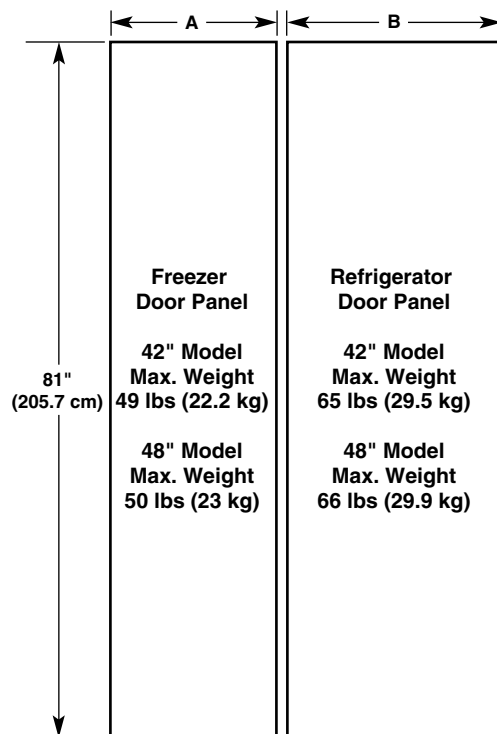 A
B
81"
(205.7 cm)
Freezer
Door Panel
42" Model
Max. Weight
49 lbs (22.2 kg)
48" Model
Max. Weight
50 lbs (23 kg)
Refrigerator
Door Panel
42" Model
Max. Weight
65 lbs (29.5 kg)
48" Model
Max. Weight
66 lbs (29.9 kg)